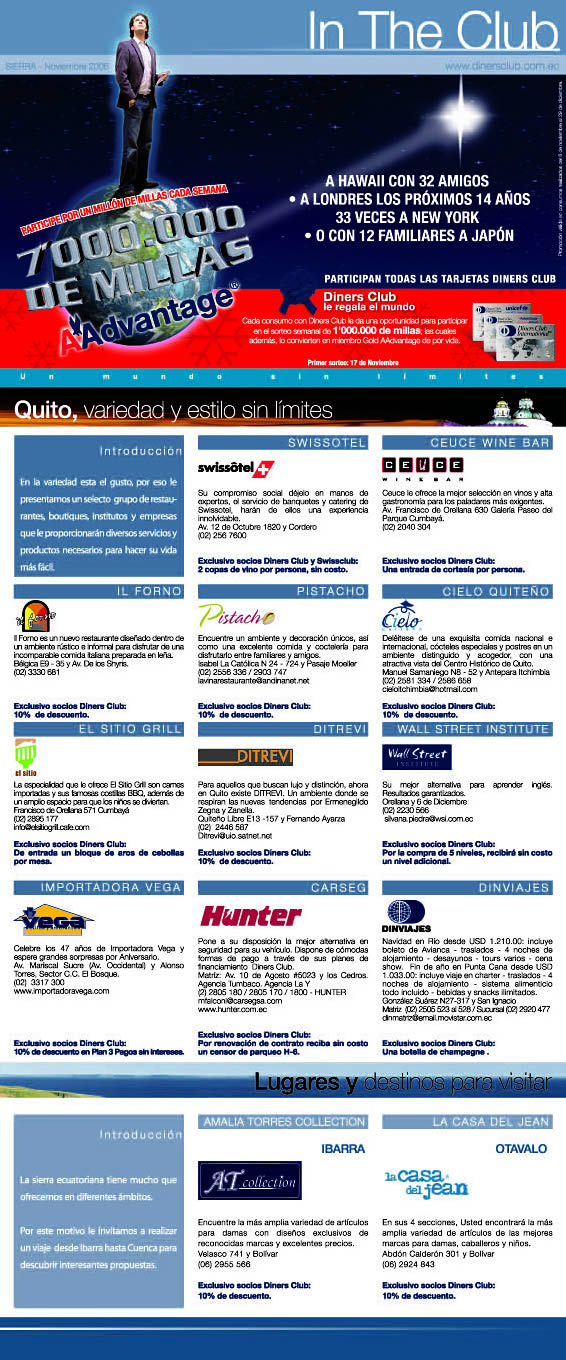 In The Club
SIERRA - Noviembre 2006
www.dinersclub.com.ec
PARTICIPE POR UN MILLÓN DE MILLAS CADA SEMANA
7'000.000
DE MILLAS
AAdvantage®
A HAWAII CON 32 AMIGOS
• A LONDRES LOS PRÓXIMOS 14 AÑOS
33 VECES A NEW YORK
• O CON 12 FAMILIARES A JAPÓN
PARTICIPAN TODAS LAS TARJETAS DINERS CLUB
Diners Club
le regala el mundo
Cada consumo con Diners Club le da una oportunidad para participar
en el sorteo semanal de 1'000.000 de millas; las cuales
además, lo convierten en miembro Gold AAdvantage de por vida.
Primer sorteo: 17 de Noviembre
unicef
Diners Club
International
Un mundo sin límites
Quito, variedad y estilo sin límites
Introducción
En la variedad esta el gusto, por eso le
presentamos un selecto grupo de restau-
rantes, boutiques, institutos y empresas
que le proporcionarán diversos servicios y
productos necesarios para hacer su vida
más fácil.
SWISSOTEL
swissôtel
Su compromiso social déjelo en manos de
expertos, el servicio de banquetes y catering de
Swissotel, harán de ellos una experiencia
innolvidable.
Av. 12 de Octubre 1820 y Cordero
(02) 256 7600
Exclusivo socios Diners Club y Swissclub:
2 copas de vino por persona, sin costo.
CEUCE WINE BAR
CEUCE
WINE BAR
Ceuce le ofrece la mejor selección en vinos y alta
gastronomía para los paladares más exigentes.
Av. Francisco de Orellana 630 Galería Paseo del
Parque Cumbayá.
(02) 2040 304
Exclusivo socios Diners Club:
Una entrada de cortesía por persona.
IL FORNO
il forno
Il Forno es un nuevo restaurante diseñado dentro de
un ambiente rústico e informal para disfrutar de una
incomparable comida italiana preparada en leña.
Bélgica E9 - 35 y Av. De los Shyris.
(02) 3330 681
Exclusivo socios Diners Club:
10% de descuento.
PISTACHO
Pistacho
Encuentre un ambiente y decoración únicos, así
como una excelente comida y coctelería para
disfrutarlo entre familiares y amigos.
Isabel La Católica N 24 - 724 y Pasaje Moeller
(02) 2556 336 / 2903 747
lavinarestaurante@andinanet.net
Exclusivo socios Diners Club:
10% de descuento.
CIELO QUITEÑO
Cielo
Deléitese de una exquisita comida nacional e
internacional, cócteles especiales y postres en un
ambiente distinguido y acogedor, con una
atractiva vista del Centro Histórico de Quito.
Manuel Samaniego N8 - 52 y Antepara Itchimbia
(02) 2581 334 / 2586 658
cieloitchimbia@hotmail.com
Exclusivo socios Diners Club:
10% de descuento.
EL SITIO GRILL
el sitio
La especialidad que le ofrece El Sitio Grill son carnes
importadas y sus famosas costillas BBQ, además de
un amplio espacio para que los niños se diviertan.
Francisco de Orellana 571 Cumbayá
(02) 2895 177
info@elsitiogrill.cafe.com
Exclusivo socios Diners Club:
De entrada un bloque de aros de cebollas
por mesa.
DITREVI
DITREVI
Para aquellos que buscan lujo y distinción, ahora
en Quito existe DITREVI. Un ambiente donde se
respiran las nuevas tendencias por Ermenegildo
Zegna y Zanella.
Quiteño Libre E13 -157 y Fernando Ayarza
(02) 2446 587
Ditrevi@uio.satnet.net
Exclusivo socios Diners Club:
10% de descuento.
WALL STREET INSTITUTE
Wall Street
INSTITUTE
Su mejor alternativa para aprender inglés.
Resultados garantizados.
Orellana y 6 de Diciembre
(02) 2230 566
silvana.piedra@wsi.com.ec
Exclusivo socios Diners Club:
Por la compra de 5 niveles, recibirá sin costo
un nivel adicional.
IMPORTADORA VEGA
vega
Celebre los 47 años de Importadora Vega y
espere grandes sorpresas por Aniversario.
Av. Mariscal Sucre (Av. Occidental) y Alonso
Torres, Sector C.C. El Bosque.
(02) 3317 300
www.importadoravega.com
Exclusivo socios Diners Club:
10% de descuento en Plan 3 Pagos sin intereses.
CARSEG
Hunter
Pone a su disposición la mejor alternativa en
seguridad para su vehículo. Dispone de cómodas
formas de pago a través de sus planes de
financiamiento Diners Club.
Matriz: Av. 10 de Agosto #5023 y los Cedros.
Agencia Tumbaco. Agencia La Y
(2) 2805 180 / 2605 170 / 1800 - HUNTER
mfalconi@carsegsa.com
www.hunter.com.ec
Exclusivo socios Diners Club:
Por renovación de contrato reciba sin costo
un censor de parqueo H-6.
DINVIAJES
DINVIAJES
Navidad en Río desde USD 1.210.00: incluye
boleto de Avianca - traslados - 4 noches de
alojamiento - desayunos - tours varios - cena
show. Fin de año en Punta Cana desde USD
1.033.00: incluye viaje en charter - traslados - 4
noches de alojamiento - sistema alimenticio
todo incluido - bebidas y snacks ilimitados.
González Suárez N27-317 y San Ignacio
Matriz (02) 2505 523 al 528 / Sucursal (02) 2920 477
dinmatriz@email.movistar.com.ec
Exclusivo socios Diners Club:
Una botella de champagne .
Lugares y destinos para visitar
Introducción
La sierra ecuatoriana tiene mucho que
ofrecernos en diferentes ámbitos.
Por este motivo le invitamos a realizar
un viaje desde Ibarra hasta Cuenca para
descubrir interesantes propuestas.
AMALIA TORRES COLLECTION
IBARRA
AT collection
Encuentre la más amplia variedad de artículos
para damas con diseños exclusivos de
reconocidas marcas y excelentes precios.
Velasco 741 y Bolívar
(06) 2955 566
Exclusivo socios Diners Club:
10% de descuento.
LA CASA DEL JEAN
OTAVALO
la casa
del jean
En sus 4 secciones, Usted encontrará la más
amplia variedad de artículos de las mejores
marcas para damas, caballeros y niños.
Abdón Calderón 301 y Bolívar
(06) 2924 843
Exclusivo socios Diners Club:
10% de descuento.